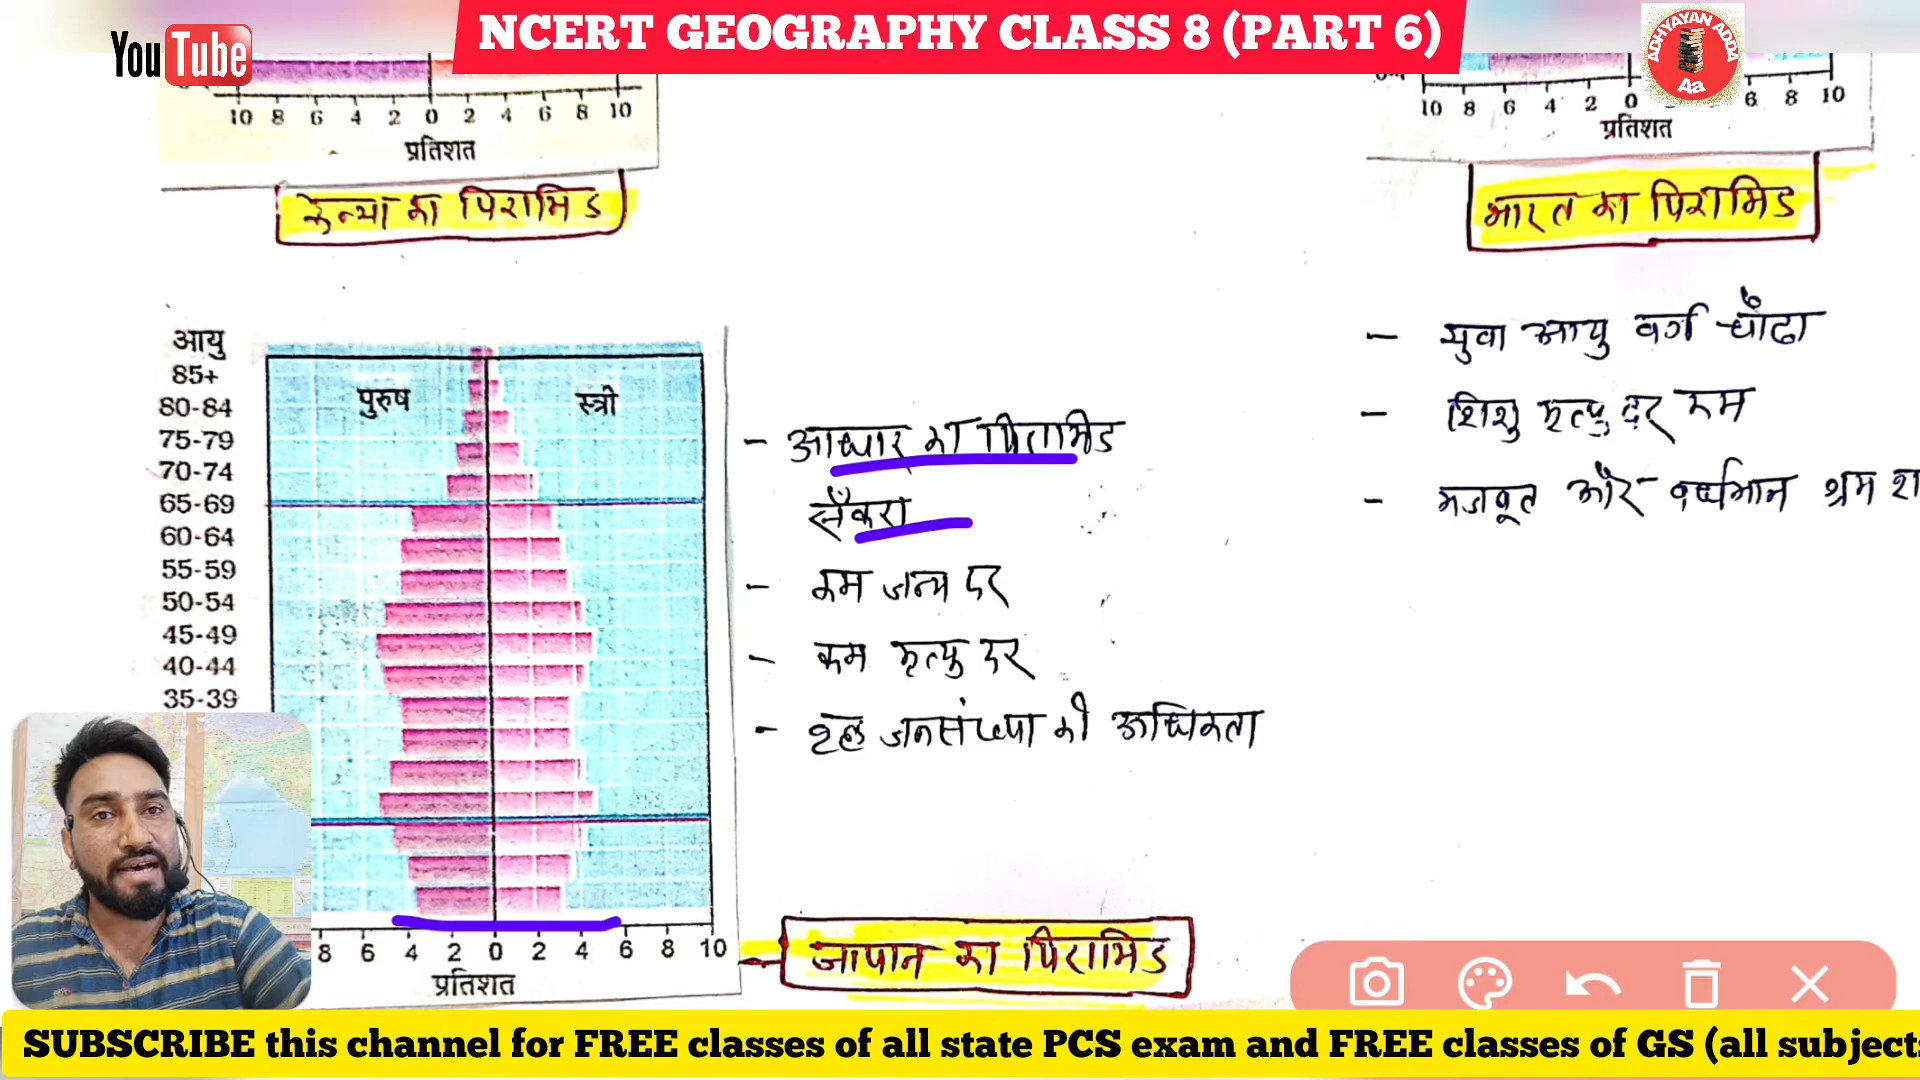 NCERT GEOGRAPHY CLASS 8 (PART 6)
YouTube
ADHYAYAN ADDA
Aa
10 8 6 4 2 0 2 4 6 8 10
प्रतिशत
केन्या का पिरामिड
10 8 6 4 2 0 6 8 10
प्रतिशत
भारत का पिरामिड
- युवा आयु वर्ग चौढा
- शिशु मृत्यु दर कम
- मजबूत और वर्धमान श्रम श
आयु
85+
80-84
75-79
70-74
65-69
60-64
55-59
50-54
45-49
40-44
35-39
पुरुष
स्त्री
8 6 4 2 0 2 4 6 8 10
प्रतिशत
- आधार का पिरामिड
सँकरा
- कम जन्म दर
- कम मृत्यु दर
- वृद्ध जनसंख्या की अधिकता
जापान का पिरामिड
SUBSCRIBE this channel for FREE classes of all state PCS exam and FREE classes of GS (all subjects